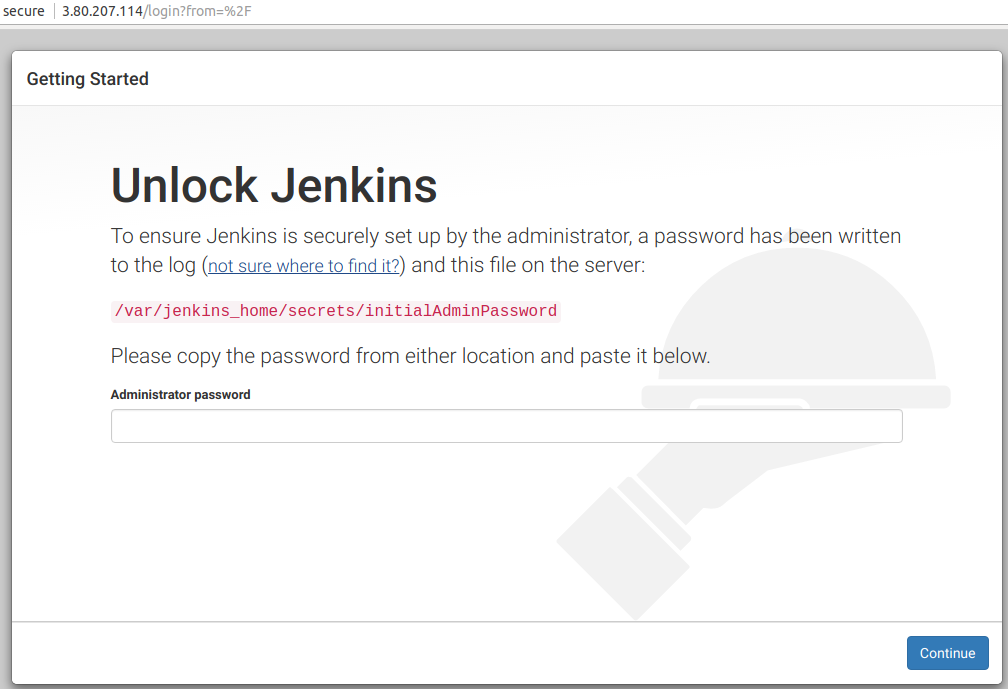 secure | 3.80.207.114/login?from=%2F
Getting Started
Unlock Jenkins
To ensure Jenkins is securely set up by the administrator, a password has been written
to the log (not sure where to find it?) and this file on the server:
/var/jenkins_home/secrets/initialAdminPassword
Please copy the password from either location and paste it below.
Administrator password
Continue